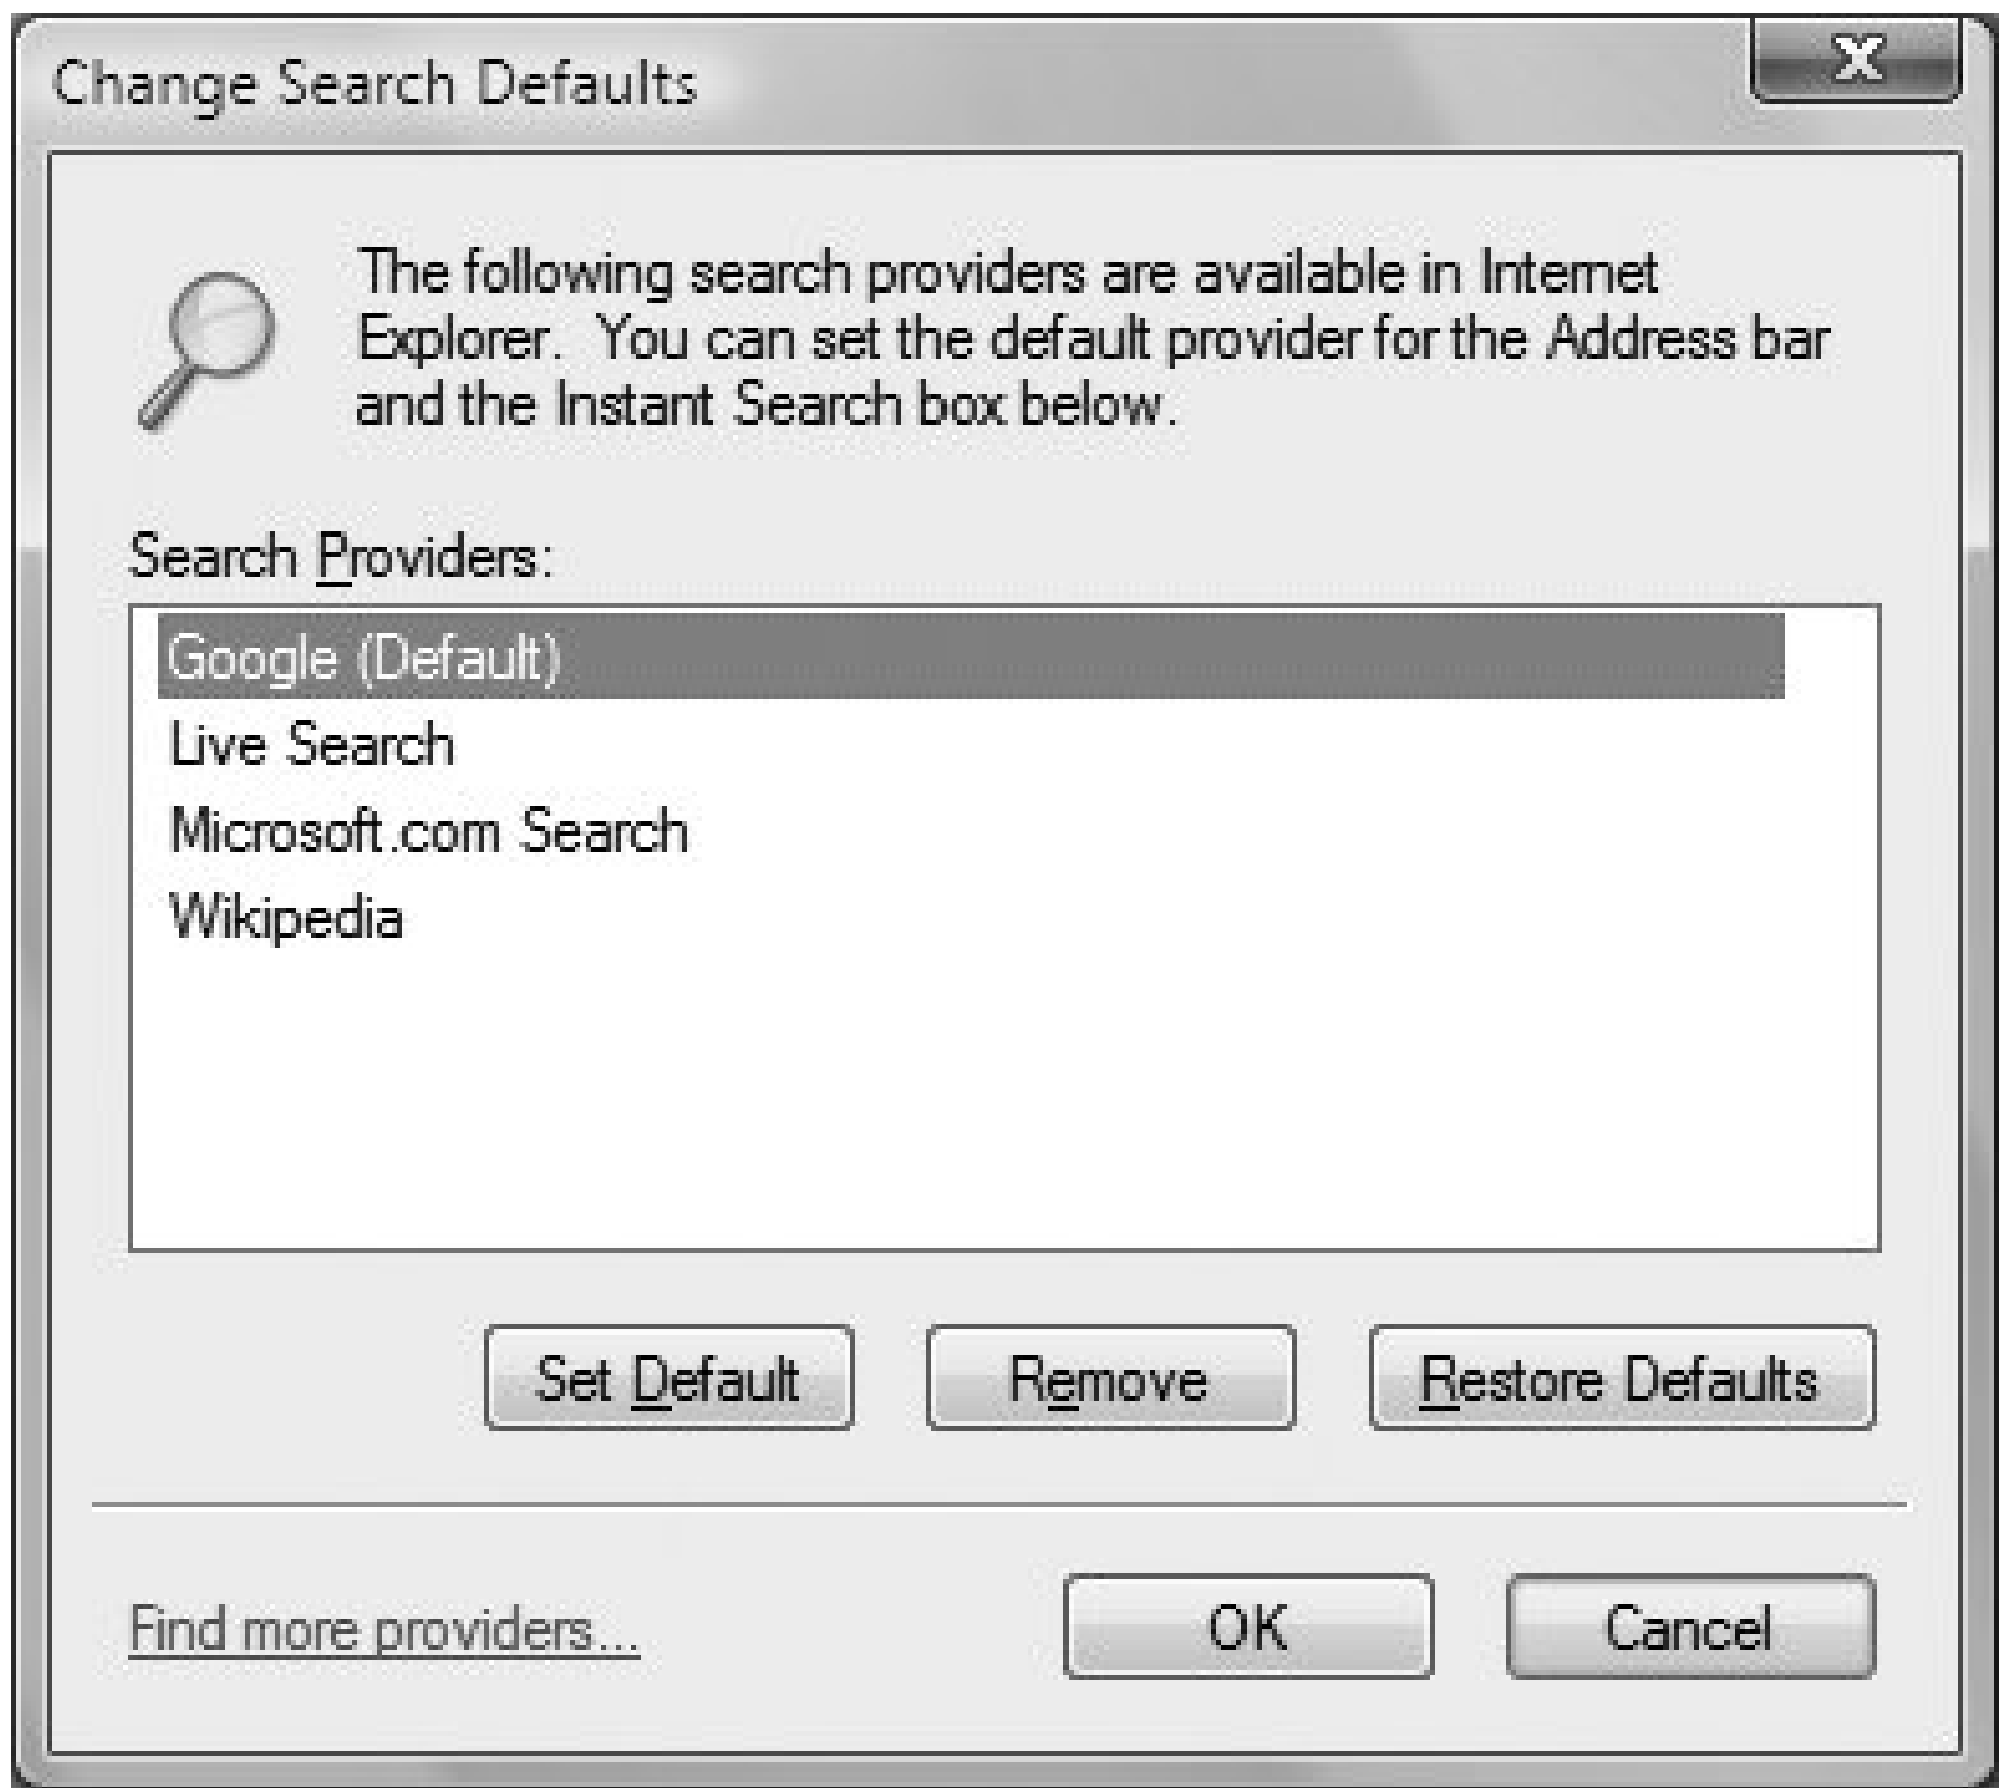 Change Search Defaults
The following search providers are available in Internet
Explorer. You can set the default provider for the Address bar
and the Instant Search box below.
Search Providers:
Google (Default)
Live Search
Microsoft.com Search
Wikipedia
Set Default Remove Restore Defaults
Find more providers... OK Cancel